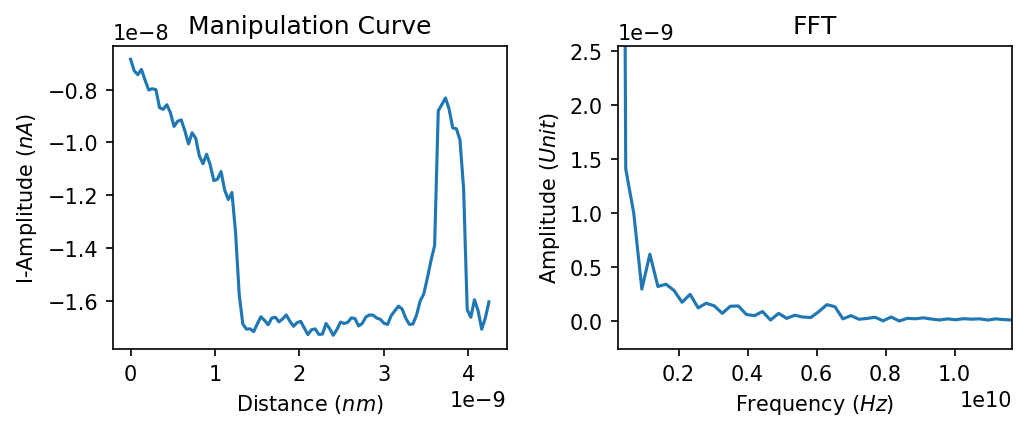 Manipulation Curve
1e−8
I-Amplitude (nA)
−0.8
−1.0
−1.2
−1.4
−1.6
0 1 2 3 4
1e−9
Distance (nm)
FFT
1e−9
Amplitude (Unit)
2.5
2.0
1.5
1.0
0.5
0.0
0.2 0.4 0.6 0.8 1.0
1e10
Frequency (Hz)